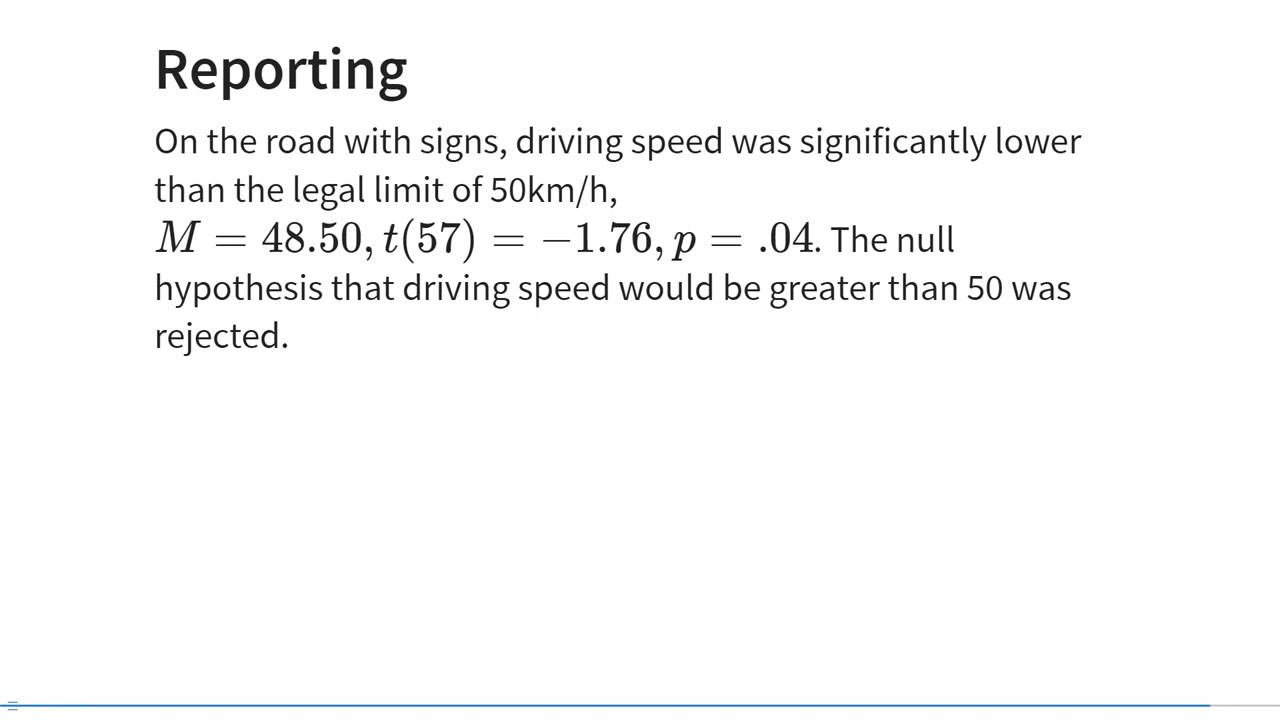 Reporting
On the road with signs, driving speed was significantly lower
than the legal limit of 50km/h,
M = 48.50, t(57) = −1.76, p = .04. The null
hypothesis that driving speed would be greater than 50 was
rejected.